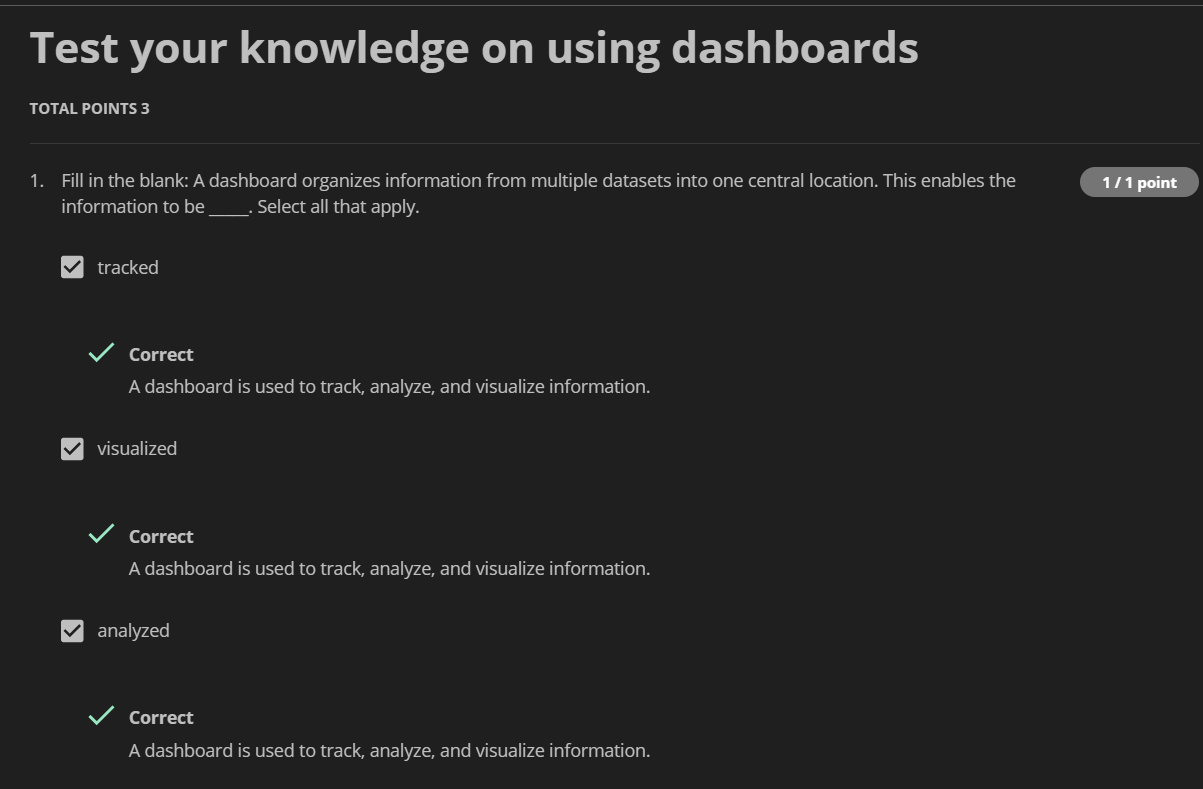 Test your knowledge on using dashboards
TOTAL POINTS 3
1. Fill in the blank: A dashboard organizes information from multiple datasets into one central location. This enables the
1 / 1 point
information to be _____. Select all that apply.
tracked
Correct
A dashboard is used to track, analyze, and visualize information.
visualized
Correct
A dashboard is used to track, analyze, and visualize information.
analyzed
Correct
A dashboard is used to track, analyze, and visualize information.